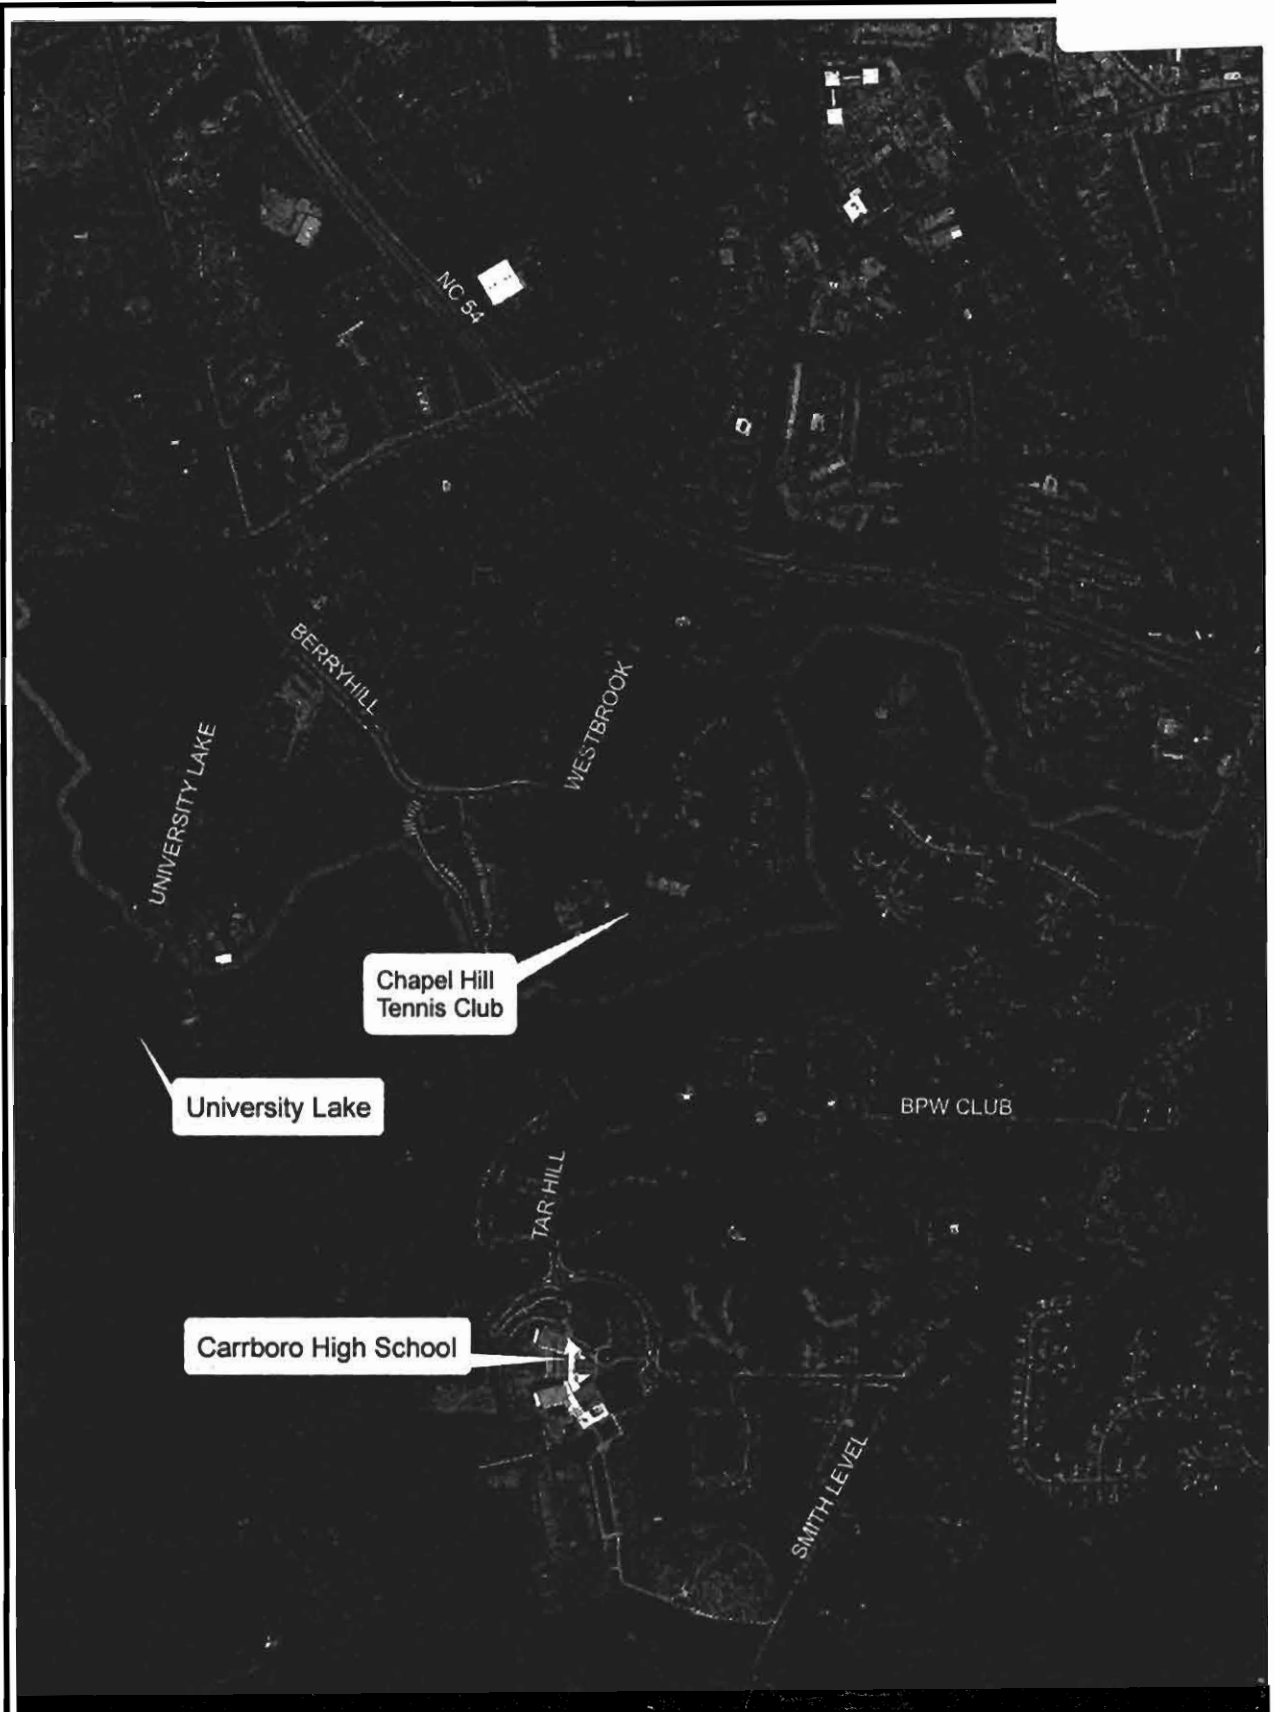 NC 54
BERRYHILL
WESTBROOK
UNIVERSITY LAKE
Chapel Hill
Tennis Club
University Lake
BPW CLUB
TAR HILL
Carrboro High School
SMITH LEVEL